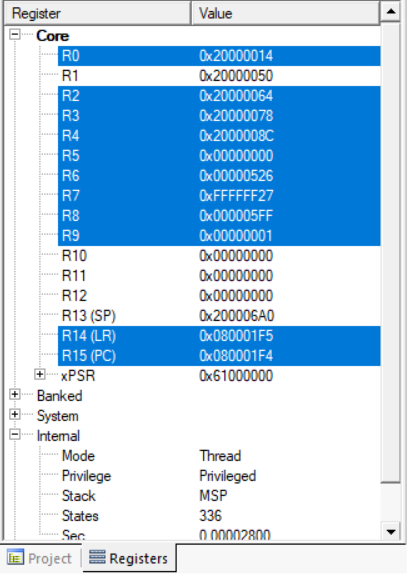 Register Value
Core
R0 0x20000014
R1 0x20000050
R2 0x20000064
R3 0x20000078
R4 0x2000008C
R5 0x00000000
R6 0x00000526
R7 0xFFFFFF27
R8 0x000005FF
R9 0x00000001
R10 0x00000000
R11 0x00000000
R12 0x00000000
R13 (SP) 0x200006A0
R14 (LR) 0x080001F5
R15 (PC) 0x080001F4
xPSR 0x61000000
Banked
System
Internal
Mode Thread
Privilege Privileged
Stack MSP
States 336
Sec 0.00002800
Project Registers